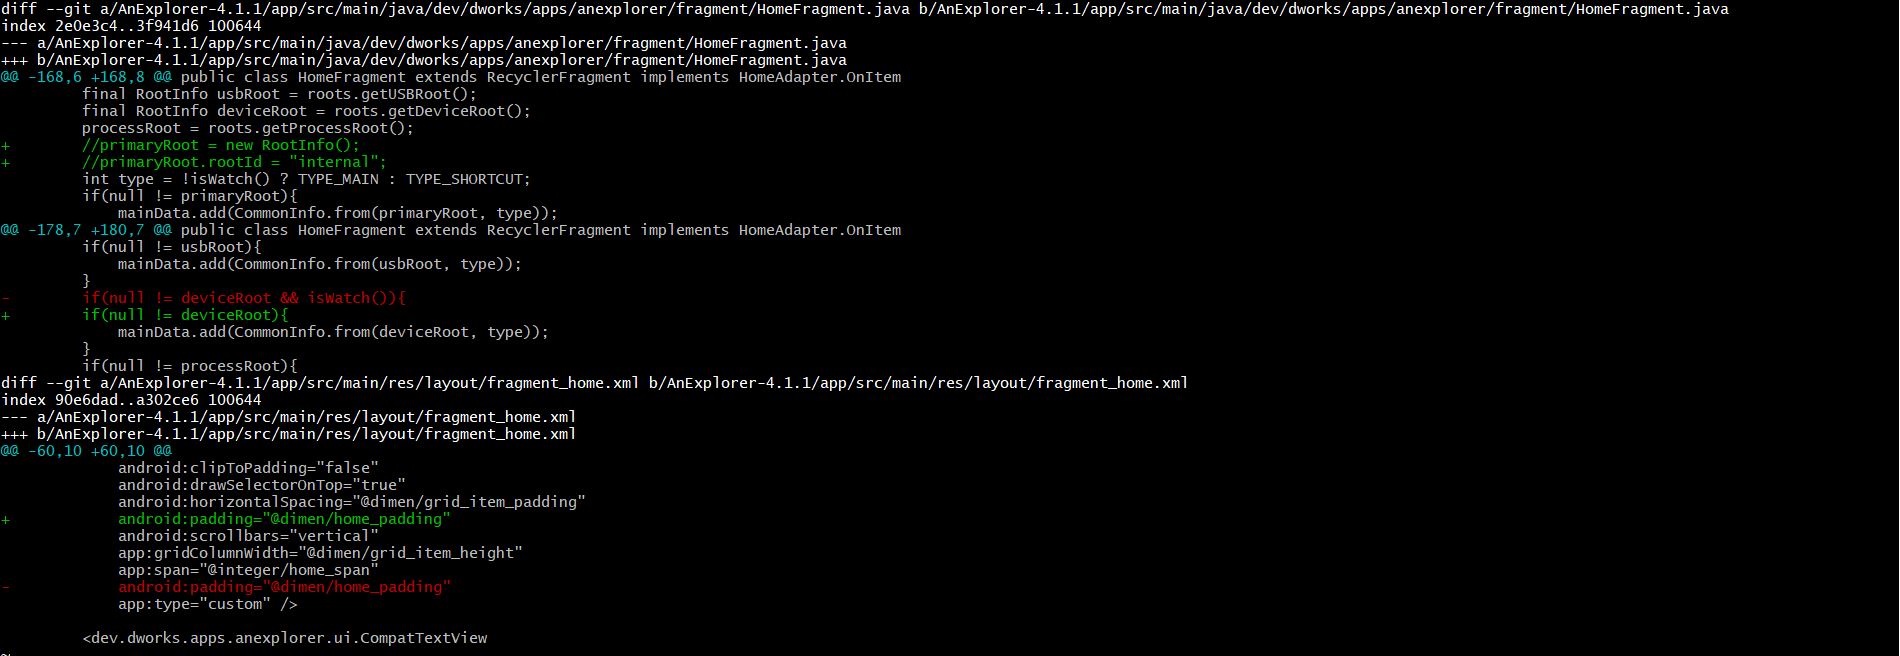 diff --git a/AnExplorer-4.1.1/app/src/main/java/dev/dworks/apps/anexplorer/fragment/HomeFragment.java b/AnExplorer-4.1.1/app/src/main/java/dev/dworks/apps/anexplorer/fragment/HomeFragment.java
index 2e0e3c4..3f941d6 100644
--- a/AnExplorer-4.1.1/app/src/main/java/dev/dworks/apps/anexplorer/fragment/HomeFragment.java
+++ b/AnExplorer-4.1.1/app/src/main/java/dev/dworks/apps/anexplorer/fragment/HomeFragment.java
@@ -168,6 +168,8 @@ public class HomeFragment extends RecyclerFragment implements HomeAdapter.OnItem
         final RootInfo usbRoot = roots.getUSBRoot();
         final RootInfo deviceRoot = roots.getDeviceRoot();
         processRoot = roots.getProcessRoot();
+        //primaryRoot = new RootInfo();
+        //primaryRoot.rootId = "internal";
         int type = !isWatch() ? TYPE_MAIN : TYPE_SHORTCUT;
         if(null != primaryRoot){
             mainData.add(CommonInfo.from(primaryRoot, type));
@@ -178,7 +180,7 @@ public class HomeFragment extends RecyclerFragment implements HomeAdapter.OnItem
         if(null != usbRoot){
             mainData.add(CommonInfo.from(usbRoot, type));
         }
-        if(null != deviceRoot && isWatch()){
+        if(null != deviceRoot){
             mainData.add(CommonInfo.from(deviceRoot, type));
         }
         if(null != processRoot){
diff --git a/AnExplorer-4.1.1/app/src/main/res/layout/fragment_home.xml b/AnExplorer-4.1.1/app/src/main/res/layout/fragment_home.xml
index 90e6dad..a302ce6 100644
--- a/AnExplorer-4.1.1/app/src/main/res/layout/fragment_home.xml
+++ b/AnExplorer-4.1.1/app/src/main/res/layout/fragment_home.xml
@@ -60,10 +60,10 @@
             android:clipToPadding="false"
             android:drawSelectorOnTop="true"
             android:horizontalSpacing="@dimen/grid_item_padding"
+            android:padding="@dimen/home_padding"
             android:scrollbars="vertical"
             app:gridColumnWidth="@dimen/grid_item_height"
             app:span="@integer/home_span"
-            android:padding="@dimen/home_padding"
             app:type="custom" />

         <dev.dworks.apps.anexplorer.ui.CompatTextView